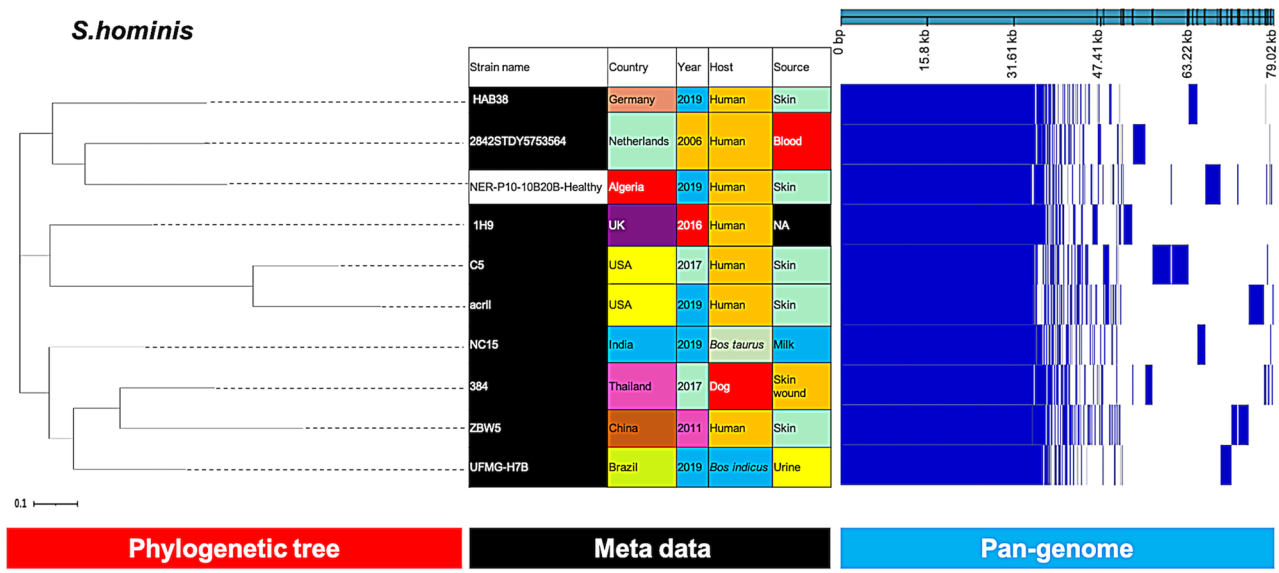 S.hominis
0 bp
15.8 kb
31.61 kb
47.41 kb
63.22 kb
79.02 kb
Strain name Country Year Host Source
HAB38 Germany 2019 Human Skin
2842STDY5753564 Netherlands 2006 Human Blood
NER-P10-10B20B-Healthy Algeria 2019 Human Skin
1H9 UK 2016 Human NA
C5 USA 2017 Human Skin
acrll USA 2019 Human Skin
NC15 India 2019 Bos taurus Milk
384 Thailand 2017 Dog Skin
wound
ZBW5 China 2011 Human Skin
UFMG-H7B Brazil 2019 Bos indicus Urine
0.1
Phylogenetic tree
Meta data
Pan-genome